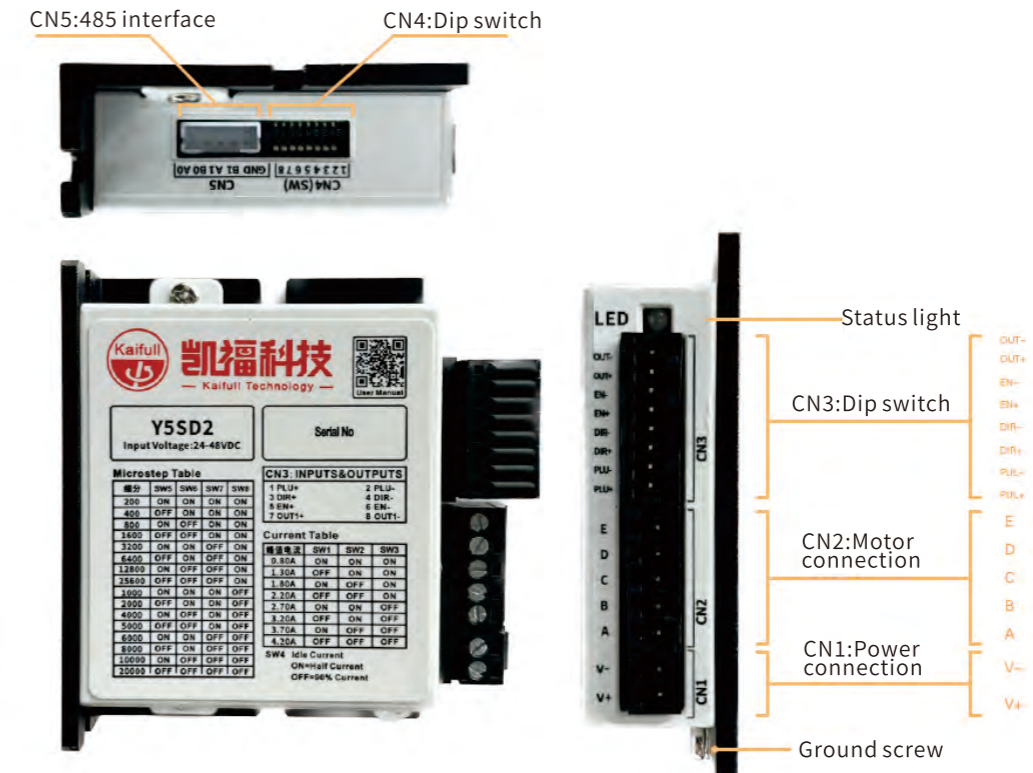 CN5:485 interface
CN4:Dip switch
GND B1 A1 B0 A0
12345678
CN5
CN4(SW)
Kaifull
凯福科技
Kaifull Technology
User Manual
Y5SD2
Input Voltage:24-48VDC
Serial No
Microstep Table
细分 SW5 SW6 SW7 SW8
200 ON ON ON ON
400 OFF ON ON ON
800 ON OFF ON ON
1600 OFF OFF ON ON
3200 ON ON OFF ON
6400 OFF ON OFF ON
12800 ON OFF OFF ON
25600 OFF OFF OFF ON
1000 ON ON ON OFF
2000 OFF ON ON OFF
4000 ON OFF ON OFF
5000 OFF OFF ON OFF
6000 ON ON OFF OFF
8000 OFF ON OFF OFF
10000 ON OFF OFF OFF
20000 OFF OFF OFF OFF
CN3: INPUTS&OUTPUTS
1 PLU+ 2 PLU-
3 DIR+ 4 DIR-
5 EN+ 6 EN-
7 OUT1+ 8 OUT1-
Current Table
峰值电流 SW1 SW2 SW3
0.80A ON ON ON
1.30A OFF ON ON
1.80A ON OFF ON
2.20A OFF OFF ON
2.70A ON ON OFF
3.20A OFF ON OFF
3.70A ON OFF OFF
4.20A OFF OFF OFF
SW4 Idle Current
ON=Half Current
OFF=90% Current
LED
OUT-
OUT+
EN-
EN+
DIR-
DIR+
PLU-
PLU+
CN3
E
D
C
B
A
CN2
V-
V+
CN1
Status light
CN3:Dip switch
CN2:Motor
connection
CN1:Power
connection
Ground screw
OUT-
OUT+
EN-
EN+
DIR-
DIR+
PUL-
PUL+
E
D
C
B
A
V-
V+